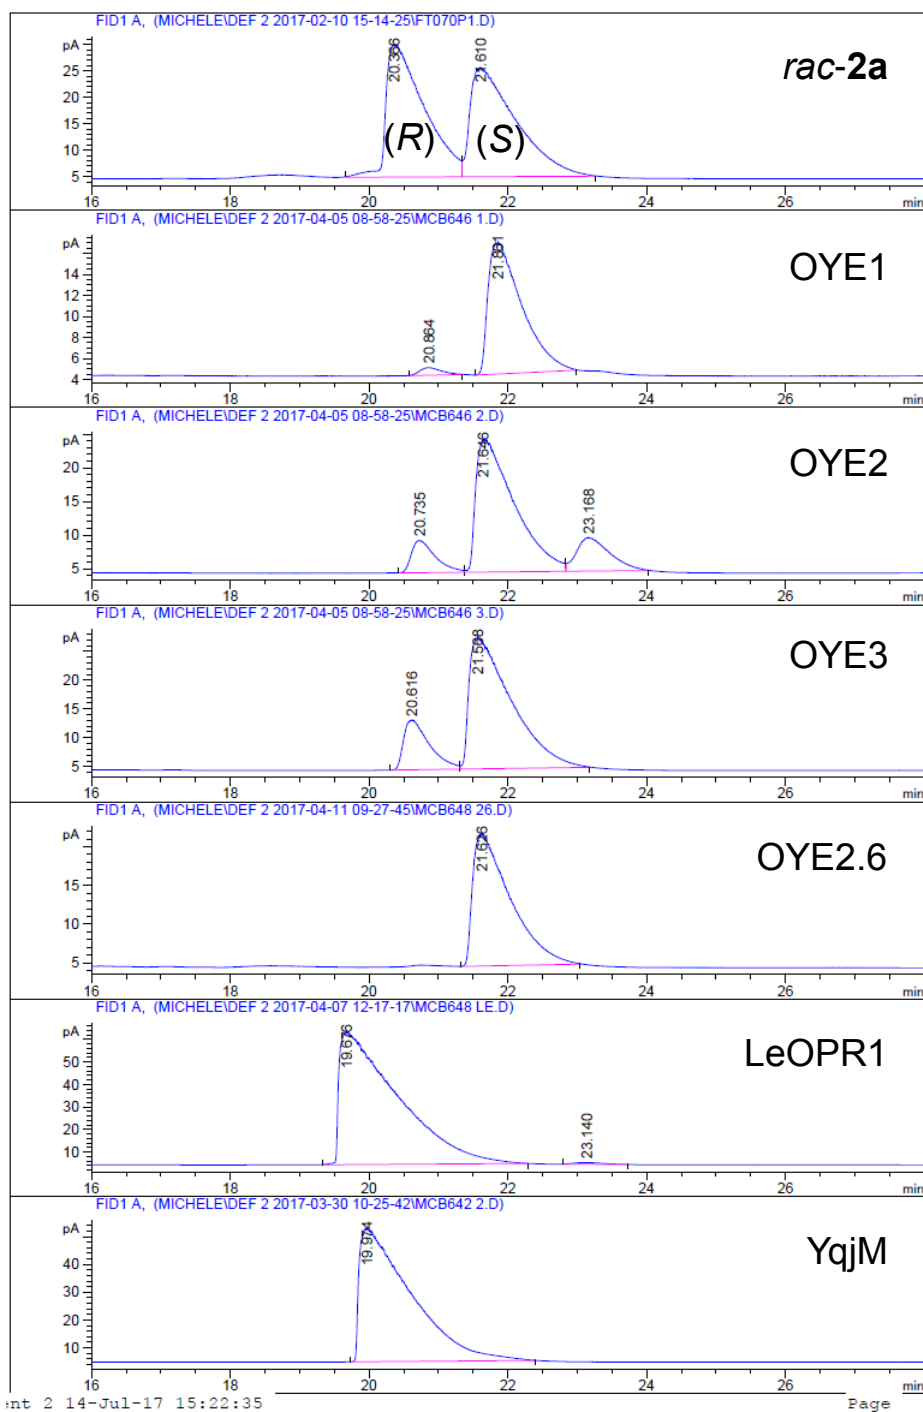 FID1 A, (MICHELE\DEF 2 2017-02-10 15-14-25\FT070P1.D)
pA
25
20
15
10
5
20.366
21.610
(R)
(S)
rac-2a
16 18 20 22 24 26 min
FID1 A, (MICHELE\DEF 2 2017-04-05 08-58-25\MCB646 1.D)
pA
14
12
10
8
6
4
20.864
OYE1
16 18 20 22 24 26 min
FID1 A, (MICHELE\DEF 2 2017-04-05 08-58-25\MCB646 2.D)
pA
20
15
10
5
20.735
21.646
23.168
OYE2
16 18 20 22 24 26 min
FID1 A, (MICHELE\DEF 2 2017-04-05 08-58-25\MCB646 3.D)
pA
20
15
10
5
20.616
OYE3
16 18 20 22 24 26 min
FID1 A, (MICHELE\DEF 2 2017-04-11 09-27-45\MCB648 26.D)
pA
15
10
5
21.626
OYE2.6
16 18 20 22 24 26 min
FID1 A, (MICHELE\DEF 2 2017-04-07 12-17-17\MCB648 LE.D)
pA
50
40
30
20
10
19.676
23.140
LeOPR1
16 18 20 22 24 26 min
FID1 A, (MICHELE\DEF 2 2017-03-30 10-25-42\MCB642 2.D)
pA
40
30
20
10
19.974
YqjM
16 18 20 22 24 26 min
ent 2 14-Jul-17 15:22:35 Page